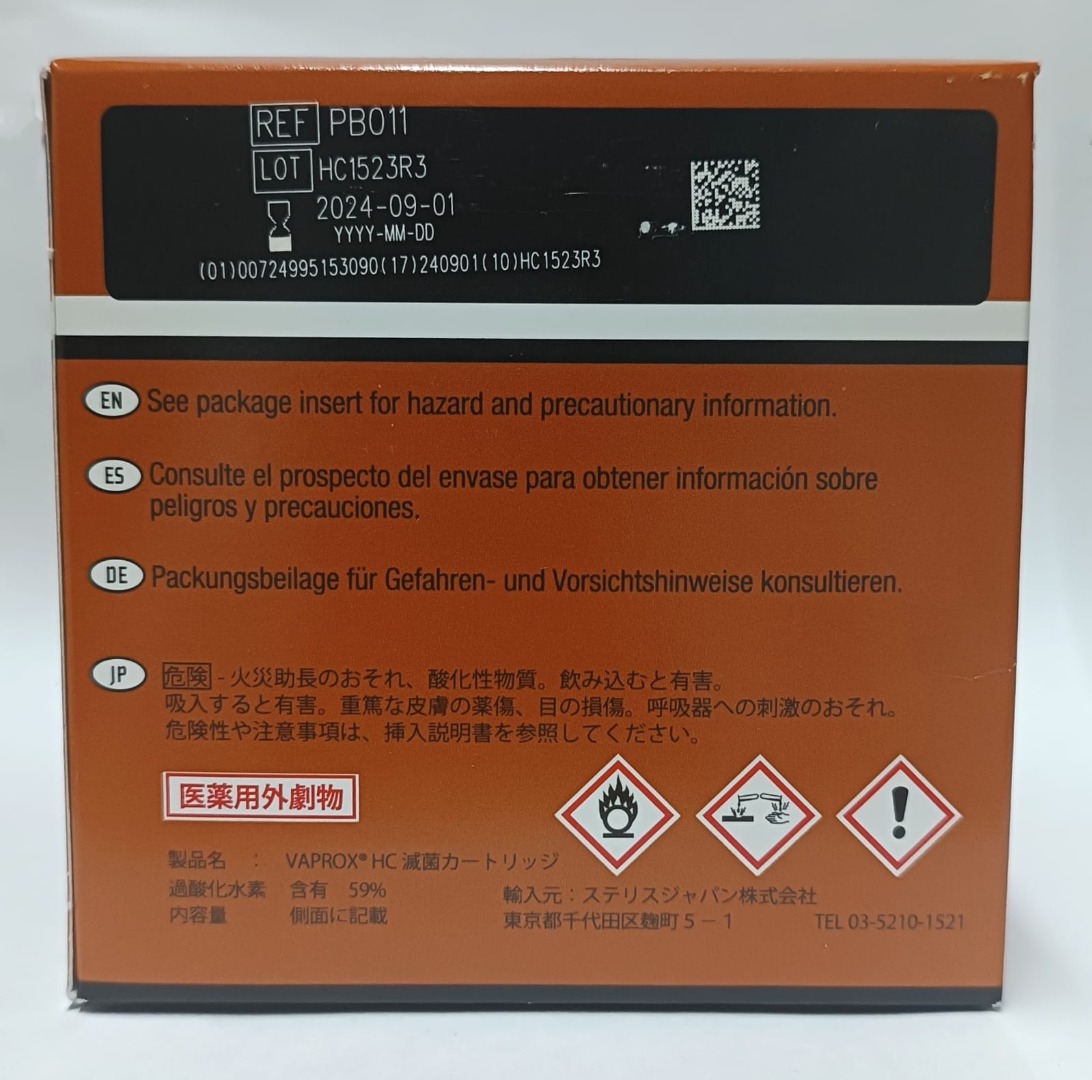 REF PB011
LOT HC1523R3
2024-09-01
YYYY-MM-DD
(01)00724995153090(17)240901(10)HC1523R3
EN See package insert for hazard and precautionary information.
ES Consulte el prospecto del envase para obtener información sobre
peligros y precauciones.
DE Packungsbeilage für Gefahren- und Vorsichtshinweise konsultieren.
JP 危険 - 火災助長のおそれ、酸化性物質。飲み込むと有害。
吸入すると有害。重篤な皮膚の薬傷、目の損傷。呼吸器への刺激のおそれ。
危険性や注意事項は、挿入説明書を参照してください。
医薬用外劇物
製品名 : VAPROX® HC 滅菌カートリッジ
過酸化水素 含有 59%
内容量 側面に記載
輸入元:ステリスジャパン株式会社
東京都千代田区麹町 5 － 1 TEL 03-5210-1521